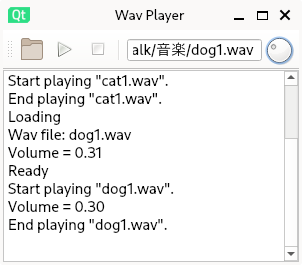 Qt
Wav Player
alk/音楽/dog1.wav
Start playing "cat1.wav".
End playing "cat1.wav".
Loading
Wav file: dog1.wav
Volume = 0.31
Ready
Start playing "dog1.wav".
Volume = 0.30
End playing "dog1.wav".